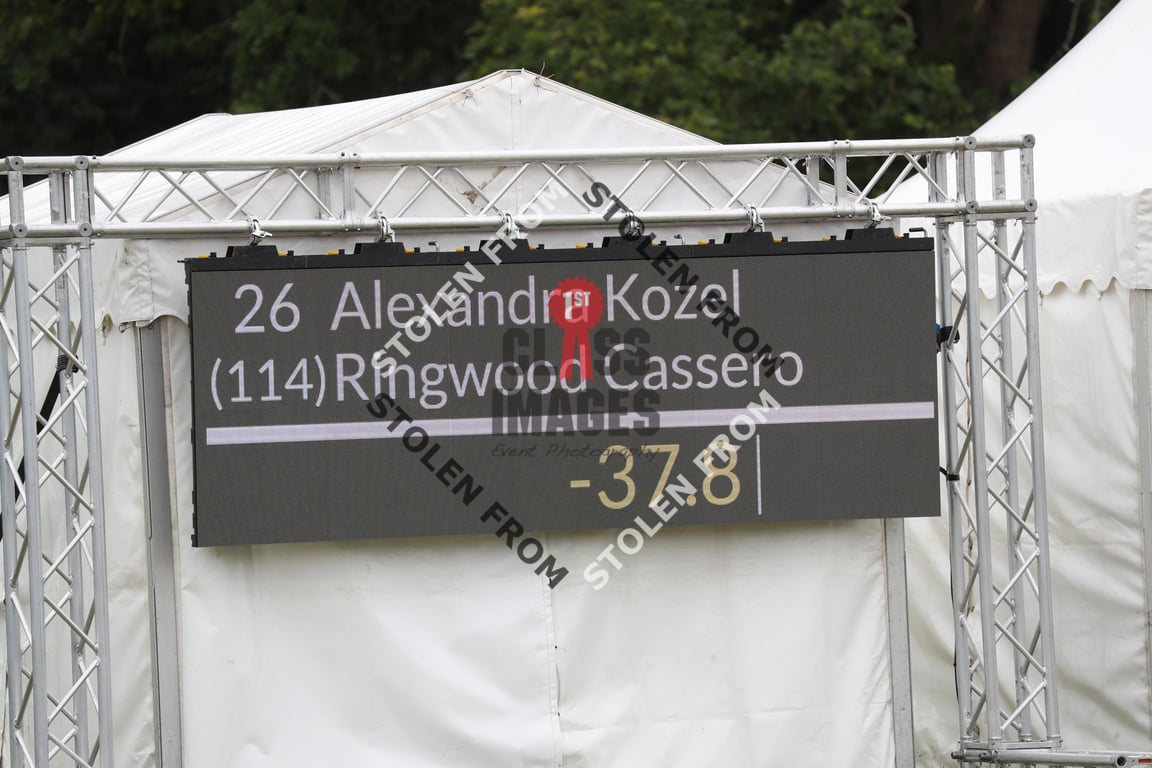 26 Alexandra Kozel
(114) Ringwood Cassero
-37.8
1ST
CLASS
IMAGES
Event Photography
STOLEN FROM
STOLEN FROM
STOLEN FROM
STOLEN FROM